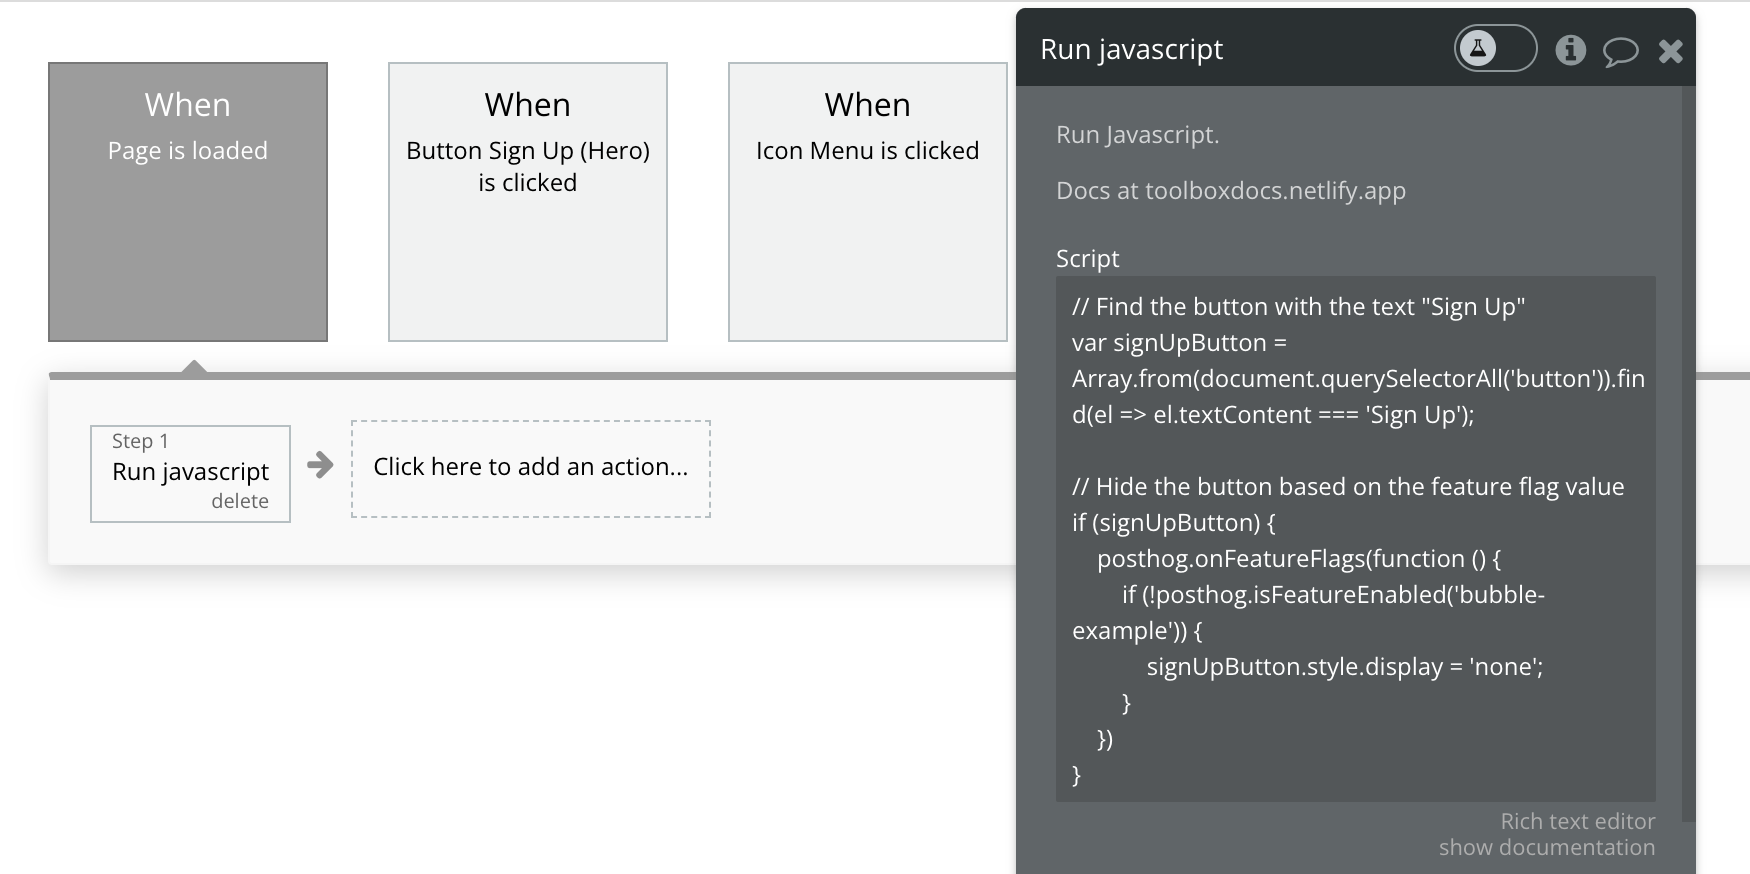 When
Page is loaded
When
Button Sign Up (Hero)
is clicked
When
Icon Menu is clicked
Step 1
Run javascript
delete
Click here to add an action...
Run javascript
Run Javascript.
Docs at toolboxdocs.netlify.app
Script
// Find the button with the text "Sign Up"
var signUpButton =
Array.from(document.querySelectorAll('button')).fin
d(el => el.textContent === 'Sign Up');
// Hide the button based on the feature flag value
if (signUpButton) {
    posthog.onFeatureFlags(function () {
        if (!posthog.isFeatureEnabled('bubble-
example')) {
            signUpButton.style.display = 'none';
        }
    })
}
Rich text editor
show documentation